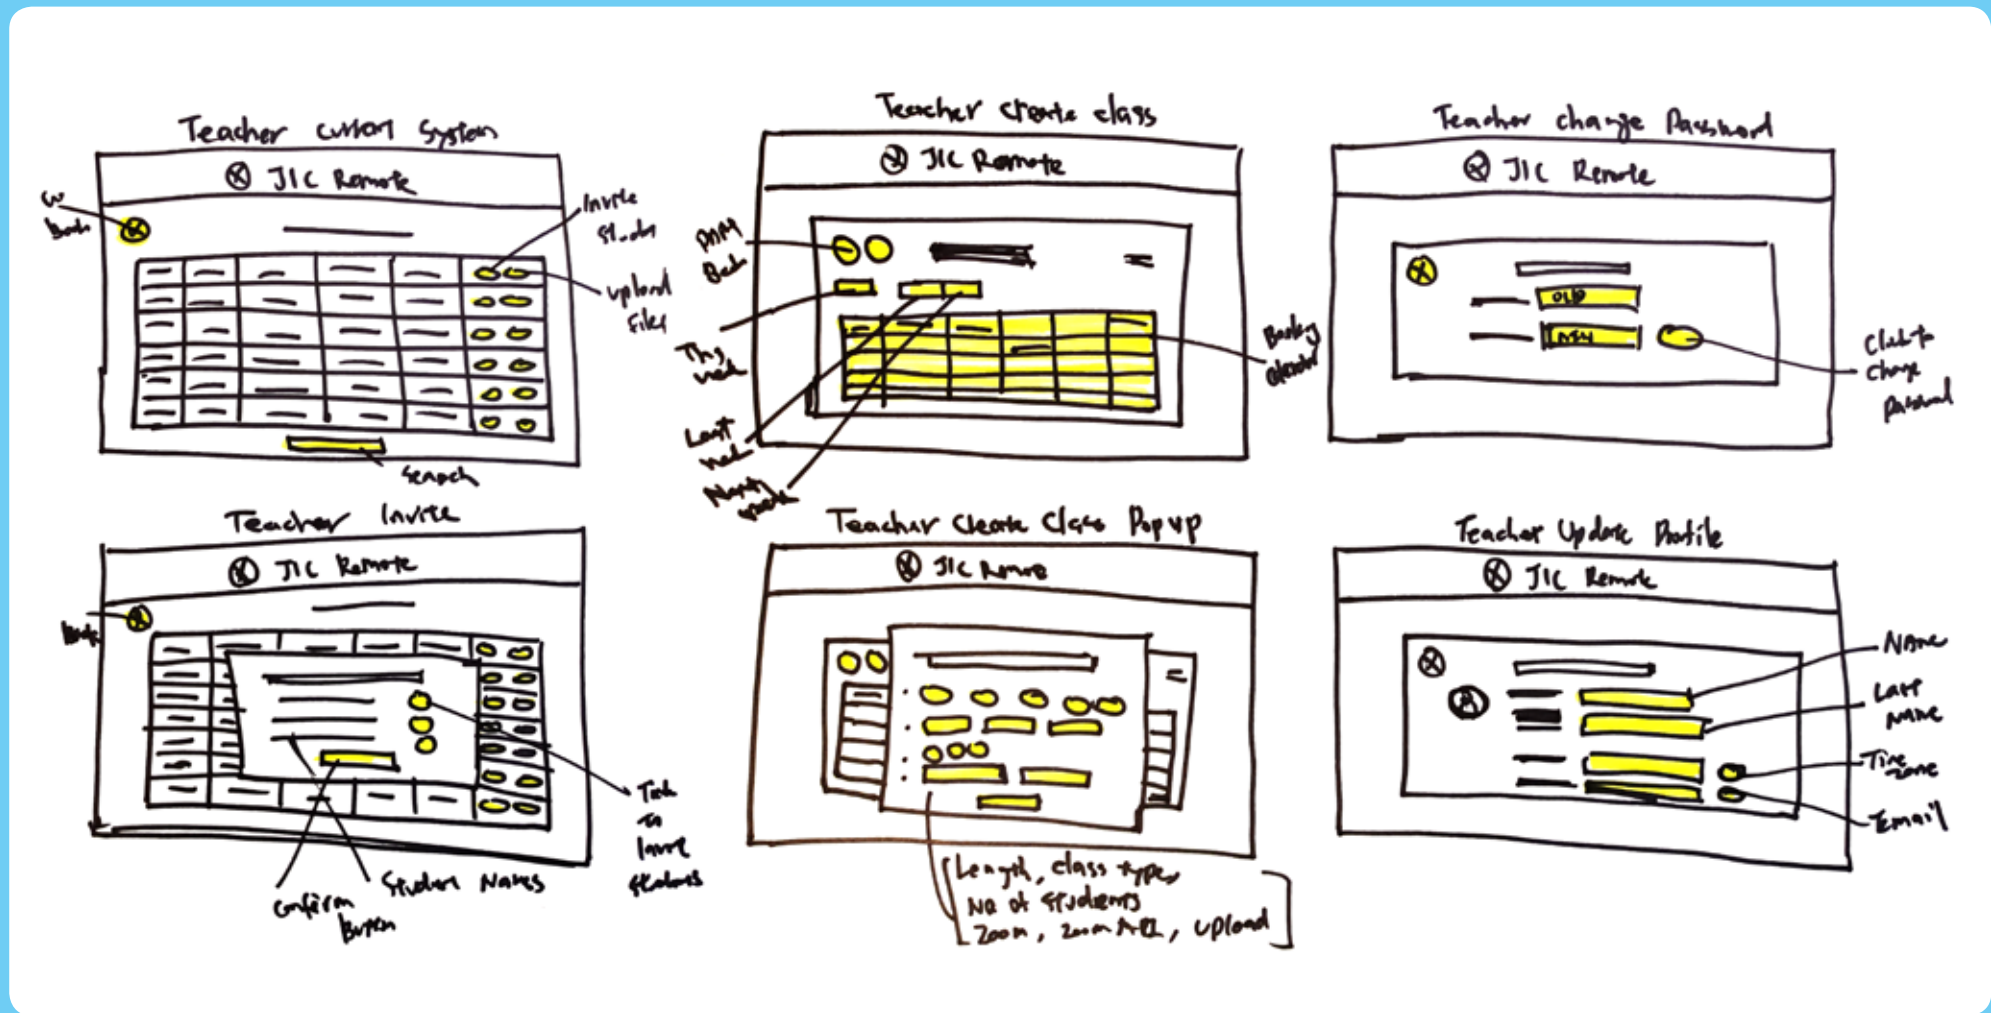 Teacher current System
JIC Remote
Go
Back
Invite
Students
upload
files
Search
Teacher Create class
JIC Remote
Back
This
week
Last
week
Next
week
Booking
calendar
Teacher change Password
JIC Remote
OLD
NEW
Click to
change
password
Teacher Invite
JIC Remote
Back
Tick
To
Invite
students
Student Names
Confirm
Button
Teacher Create Class Pop up
JIC Remote
Length, class types,
No of students
Zoom, zoom API, upload
Teacher Update Profile
JIC Remote
Name
Last
name
Time
zone
Email